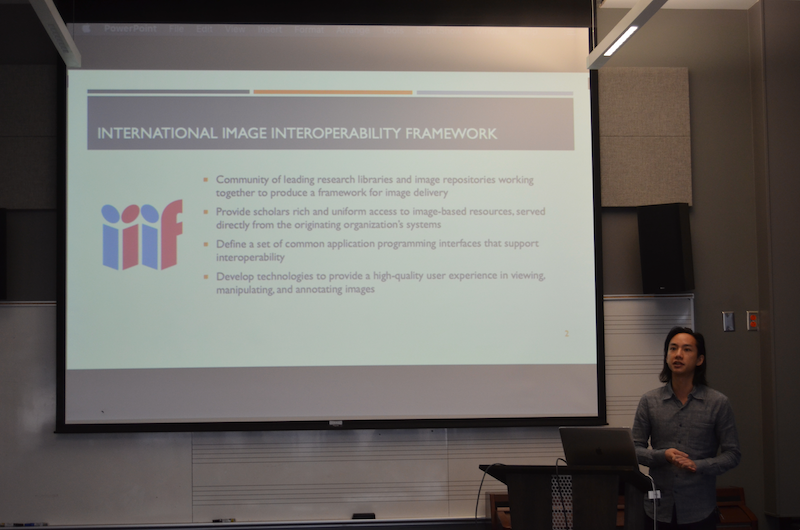 PowerPoint File Edit View
INTERNATIONAL IMAGE INTEROPERABILITY FRAMEWORK
iiif
Community of leading research libraries and image repositories working
together to produce a framework for image delivery
Provide scholars rich and uniform access to image-based resources, served
directly from the originating organization's systems
Define a set of common application programming interfaces that support
interoperability
Develop technologies to provide a high-quality user experience in viewing,
manipulating, and annotating images